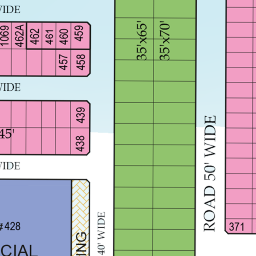 WIDE
1069
462A
462
461
460
459
457
458
WIDE
439
438
45'
WIDE
35'x65'
35'x70'
ROAD 50' WIDE
371
# 428
CIAL
NG
40' WIDE